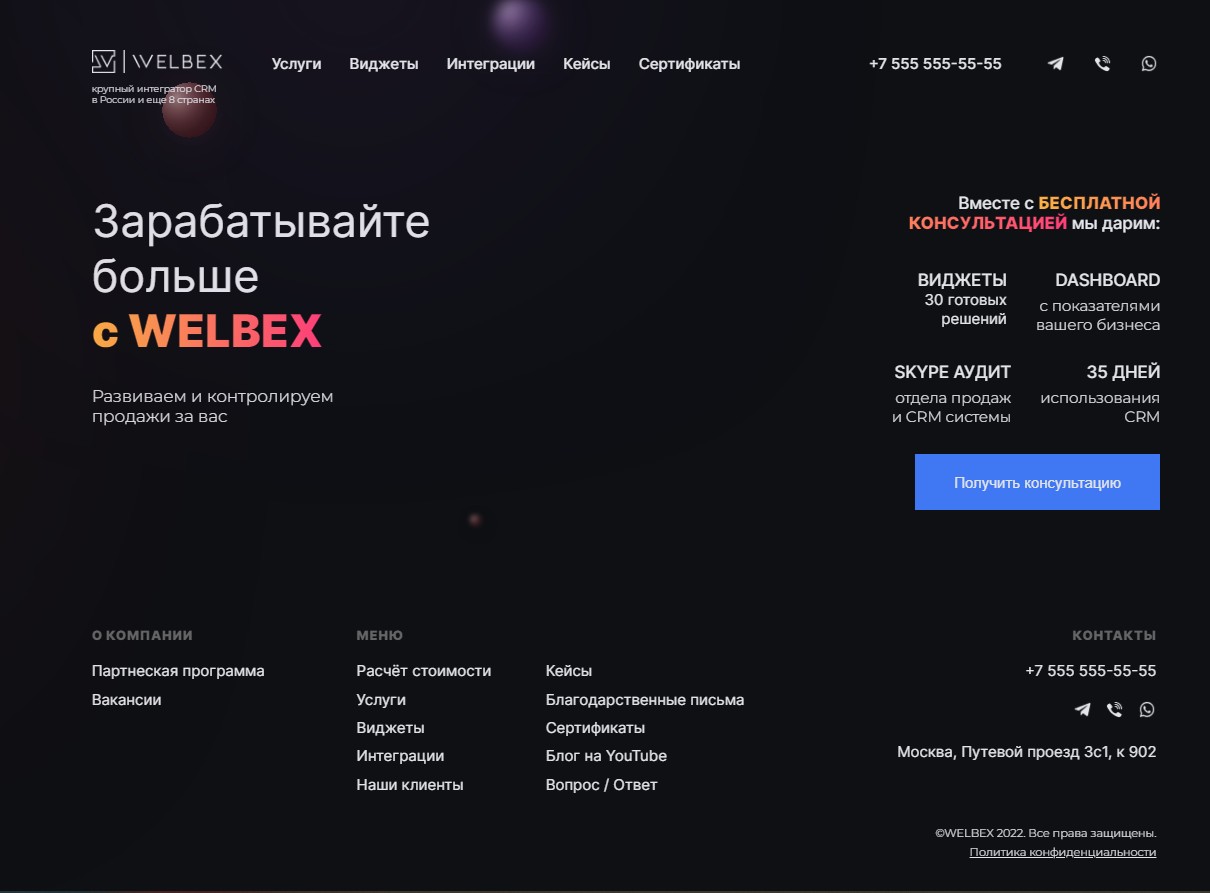 WELBEX
крупный интегратор CRM
в России и еще 8 странах
Услуги
Виджеты
Интеграции
Кейсы
Сертификаты
+7 555 555-55-55
Зарабатывайте
больше
с WELBEX
Развиваем и контролируем
продажи за вас
Вместе с БЕСПЛАТНОЙ
КОНСУЛЬТАЦИЕЙ мы дарим:
ВИДЖЕТЫ
30 готовых
решений
DASHBOARD
с показателями
вашего бизнеса
SKYPE АУДИТ
отдела продаж
и CRM системы
35 ДНЕЙ
использования
CRM
Получить консультацию
О КОМПАНИИ
Партнеская программа
Вакансии
МЕНЮ
Расчёт стоимости
Услуги
Виджеты
Интеграции
Наши клиенты
Кейсы
Благодарственные письма
Сертификаты
Блог на YouTube
Вопрос / Ответ
КОНТАКТЫ
+7 555 555-55-55
Москва, Путевой проезд 3с1, к 902
©WELBEX 2022. Все права защищены.
Политика конфиденциальности